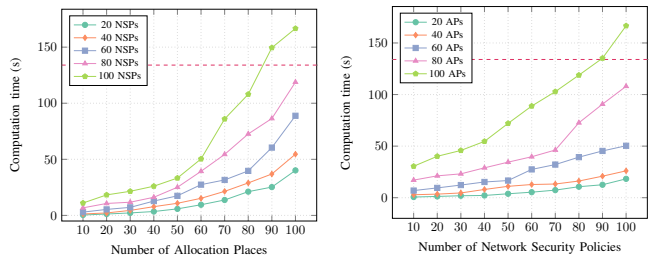 Computation time (s)
150
100
50
0
20 NSPs
40 NSPs
60 NSPs
80 NSPs
100 NSPs
10 20 30 40 50 60 70 80 90 100
Number of Allocation Places
Computation time (s)
150
100
50
0
20 APs
40 APs
60 APs
80 APs
100 APs
10 20 30 40 50 60 70 80 90 100
Number of Network Security Policies